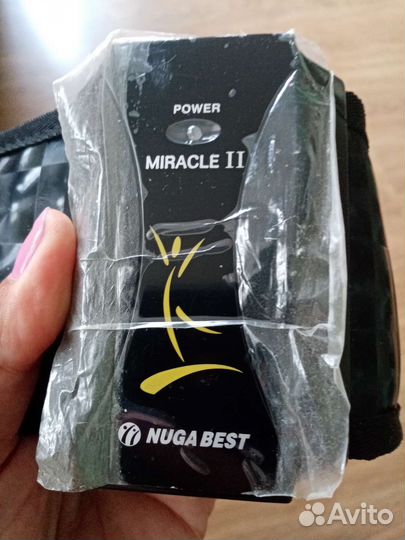 POWER
MIRACLE II
NUGA BEST
Avito